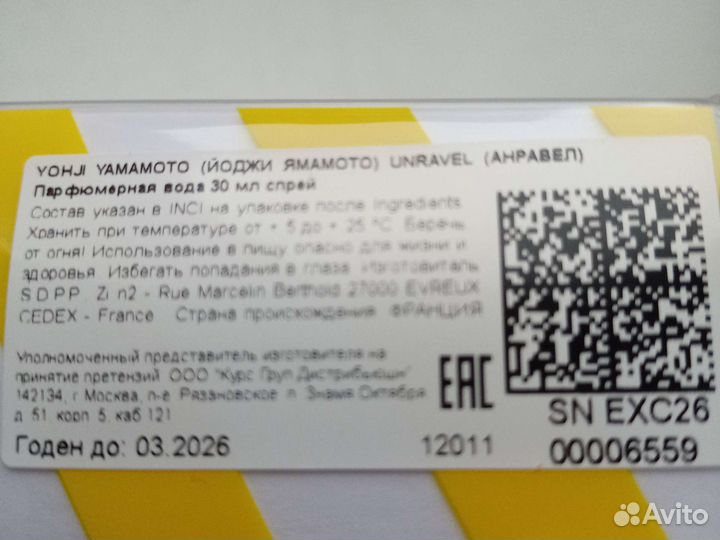 YOHJI YAMAMOTO (ЙОДЖИ ЯМАМОТО) UNRAVEL (АНРАВЕЛ)
Парфюмерная вода 30 мл спрей
Состав указан в INCI на упаковке после Ingredients.
Хранить при температуре от + 5 до + 25 °C. Беречь
от огня! Использование в пищу опасно для жизни и
здоровья. Избегать попадания в глаза. Изготовитель
S D P P Zi n2 - Rue Marcelin Berthold 27000 EVREUX
CEDEX - France Страна происхождения ФРАНЦИЯ
Уполномоченный представитель изготовителя на
принятие претензий ООО "Курс Груп Дистрибюшн"
142134, г Москва, п-е Рязановское п Знамя Октября
д 51 корп 5, каб 121
EAC
SN EXC26
00006559
Годен до: 03.2026 12011
Avito